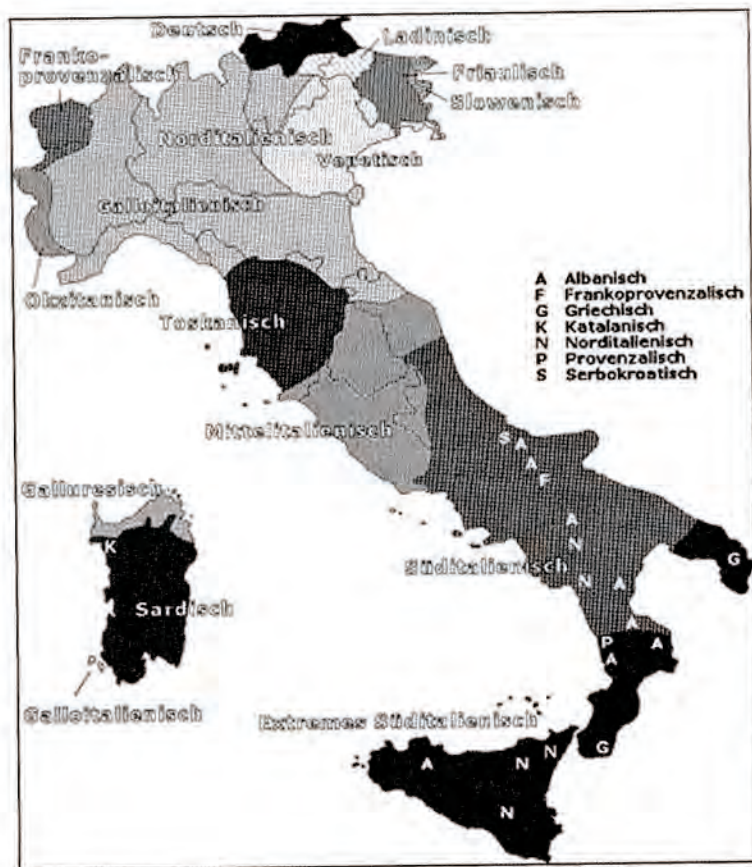 Deutsch
Ladinisch
Franko-
provenzalisch
Friaulisch
Slowenisch
Norditalienisch
Venetisch
Galloitalienisch
Okzitanisch
Toskanisch
A Albanisch
F Frankoprovenzalisch
G Griechisch
K Katalanisch
N Norditalienisch
P Provenzalisch
S Serbokroatisch
Mittelitalienisch
S A
A
F
Galluresisch
K
A
N
Süditalienisch
G
N A
Sardisch
A
P A
A
Galloitalienisch
Extremes Süditalienisch
A N N G
N